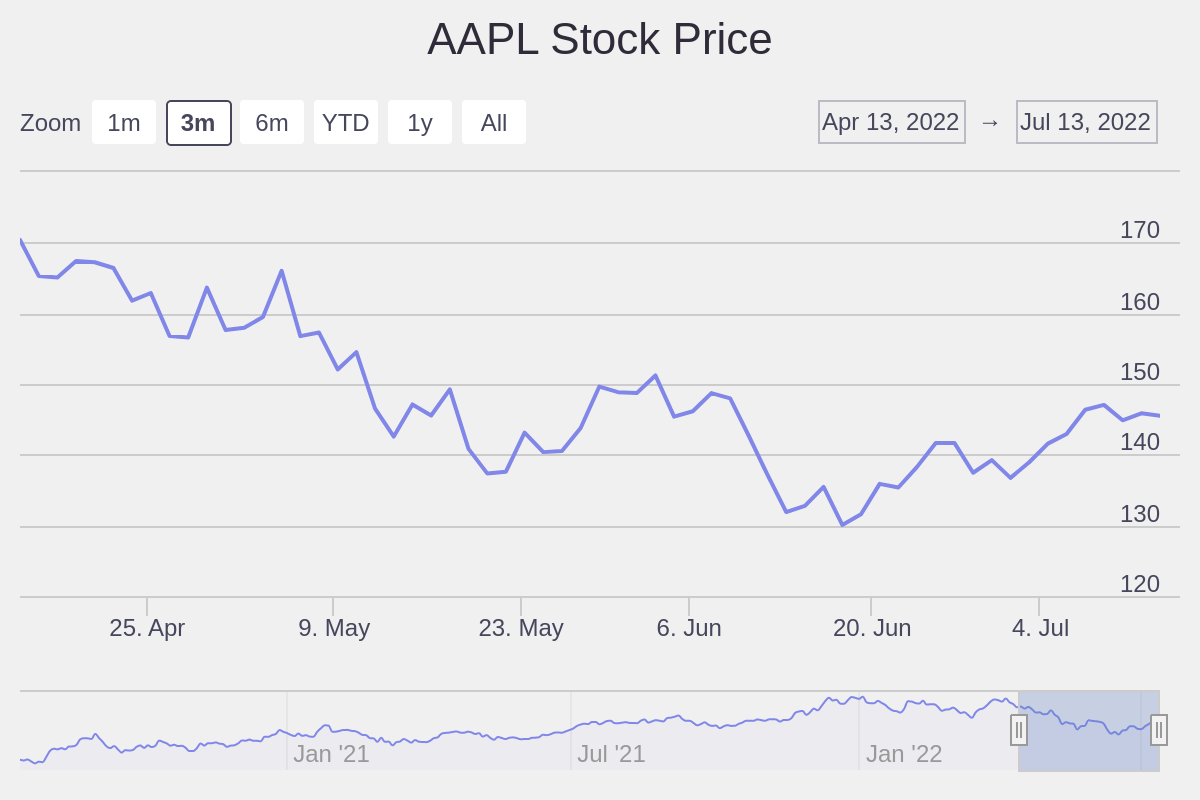 AAPL Stock Price
Zoom 1m 3m 6m YTD 1y All Apr 13, 2022 → Jul 13, 2022
170
160
150
140
130
120
25. Apr 9. May 23. May 6. Jun 20. Jun 4. Jul
Jan '21 Jul '21 Jan '22